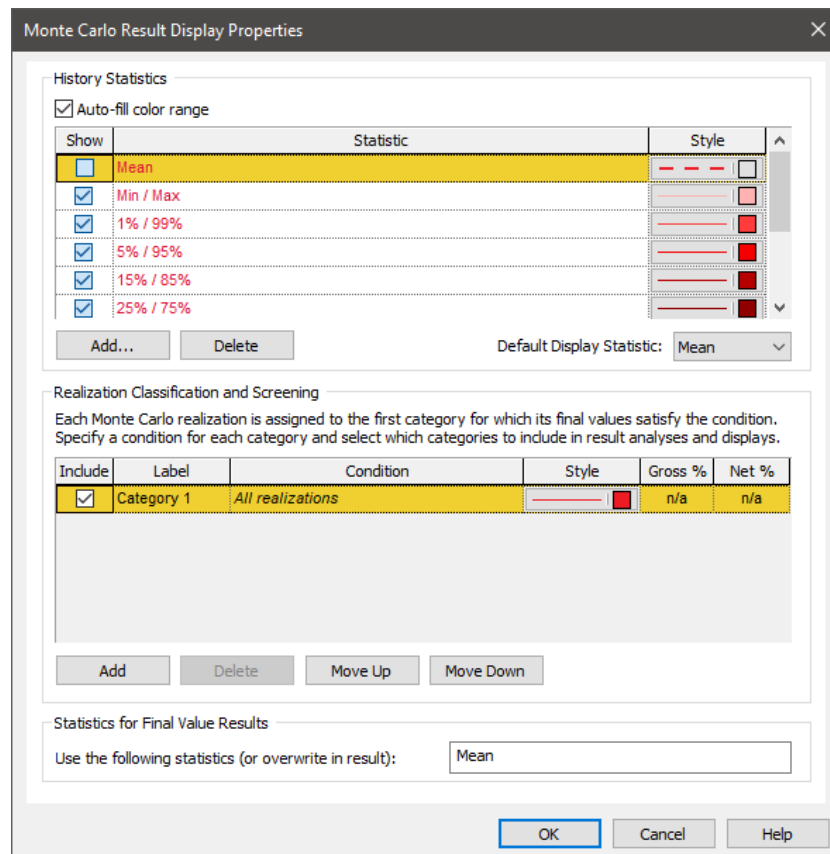 Monte Carlo Result Display Properties
History Statistics
Auto-fill color range
Show Statistic Style
Mean
Min / Max
1% / 99%
5% / 95%
15% / 85%
25% / 75%
Add... Delete Default Display Statistic: Mean
Realization Classification and Screening
Each Monte Carlo realization is assigned to the first category for which its final values satisfy the condition.
Specify a condition for each category and select which categories to include in result analyses and displays.
Include Label Condition Style Gross % Net %
Category 1 All realizations n/a n/a
Add Delete Move Up Move Down
Statistics for Final Value Results
Use the following statistics (or overwrite in result): Mean
OK Cancel Help